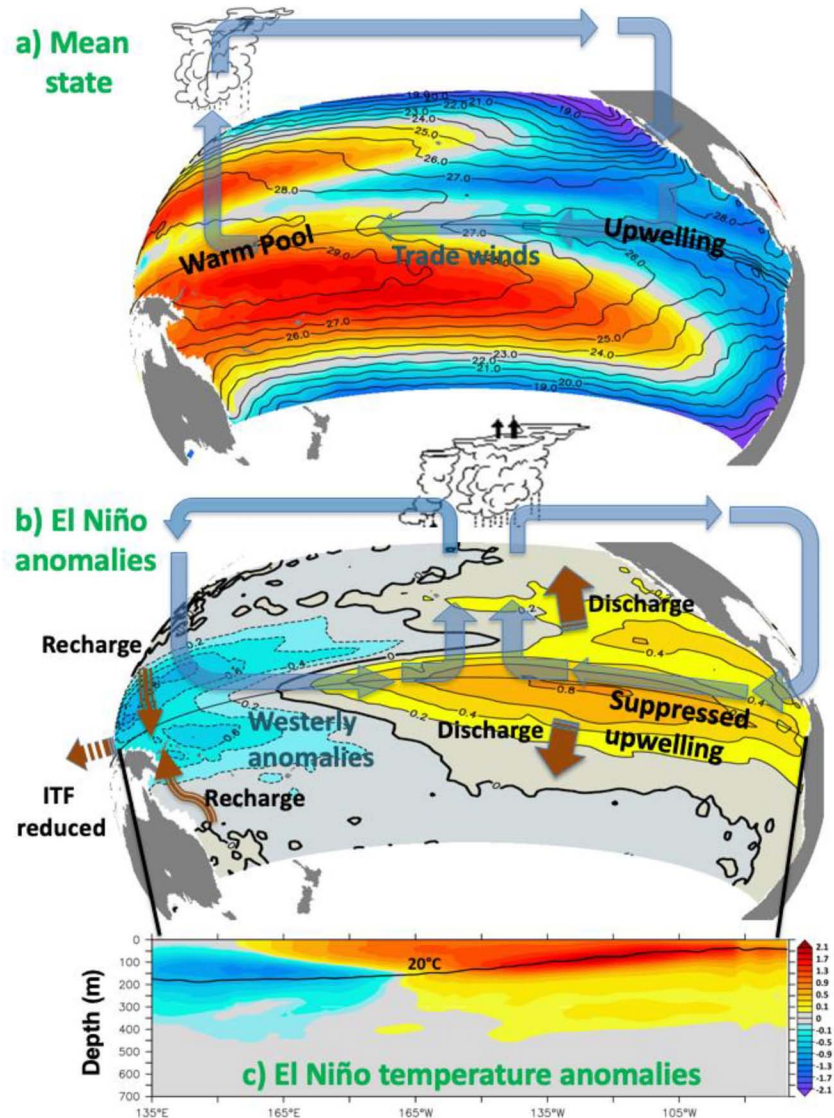 a) Mean
state
19.0
20.0
21.0
22.0
23.0
24.0
25.0
26.0
27.0
28.0
19.0
28.0
27.0
Warm Pool
Trade winds
Upwelling
29.0
26.0
27.0
26.0
25.0
24.0
23.0
22.0
21.0
20.0
19.0
b) El Niño
anomalies
Recharge
Discharge
0.2
0.4
0.4
0.2
0.8
0.4
0.2
Westerly
anomalies
Discharge
Suppressed
upwelling
ITF
reduced
Recharge
0
Depth (m)
0
100
200
300
400
500
600
700
20°C
c) El Niño temperature anomalies
135°E
165°E
165°W
135°W
105°W
2.1
1.7
1.3
0.9
0.5
0.1
0
-0.1
-0.5
-0.9
-1.3
-1.7
-2.1